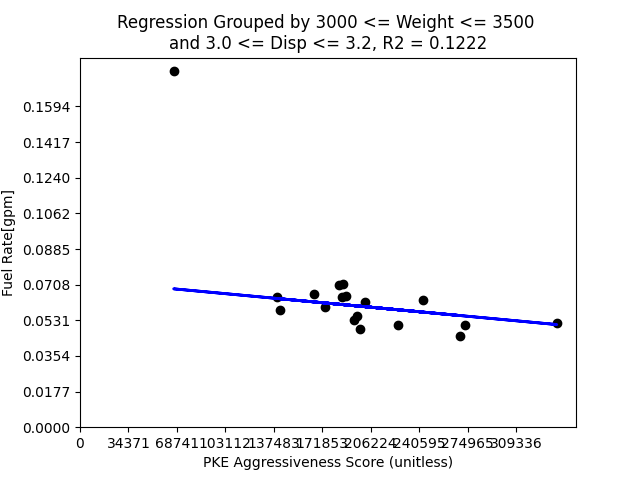 Regression Grouped by 3000 <= Weight <= 3500
and 3.0 <= Disp <= 3.2, R2 = 0.1222
0.1594
0.1417
0.1240
0.1062
0.0885
0.0708
0.0531
0.0354
0.0177
0.0000
Fuel Rate[gpm]
0 34371 68741 103112 137483 171853 206224 240595 274965 309336
PKE Aggressiveness Score (unitless)